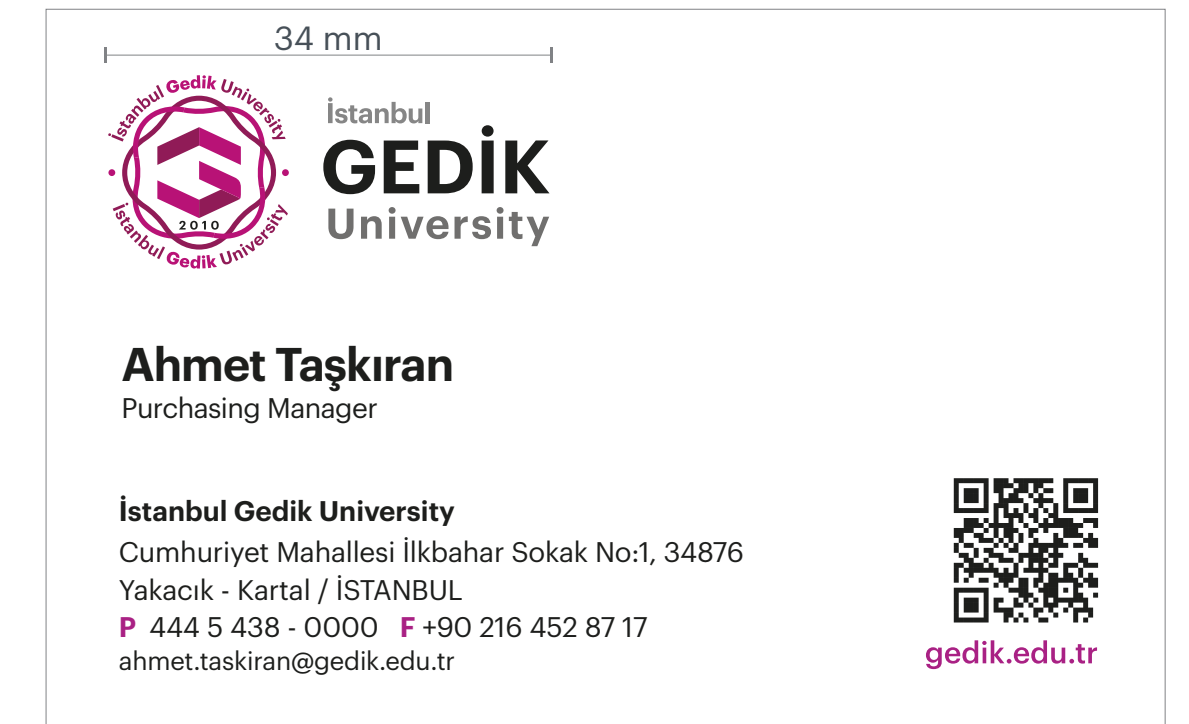 34 mm
İstanbul Gedik University
2010
İstanbul Gedik University
İstanbul
GEDİK
University
Ahmet Taşkıran
Purchasing Manager
İstanbul Gedik University
Cumhuriyet Mahallesi İlkbahar Sokak No:1, 34876
Yakacık - Kartal / İSTANBUL
P 444 5 438 - 0000 F +90 216 452 87 17
ahmet.taskiran@gedik.edu.tr
gedik.edu.tr